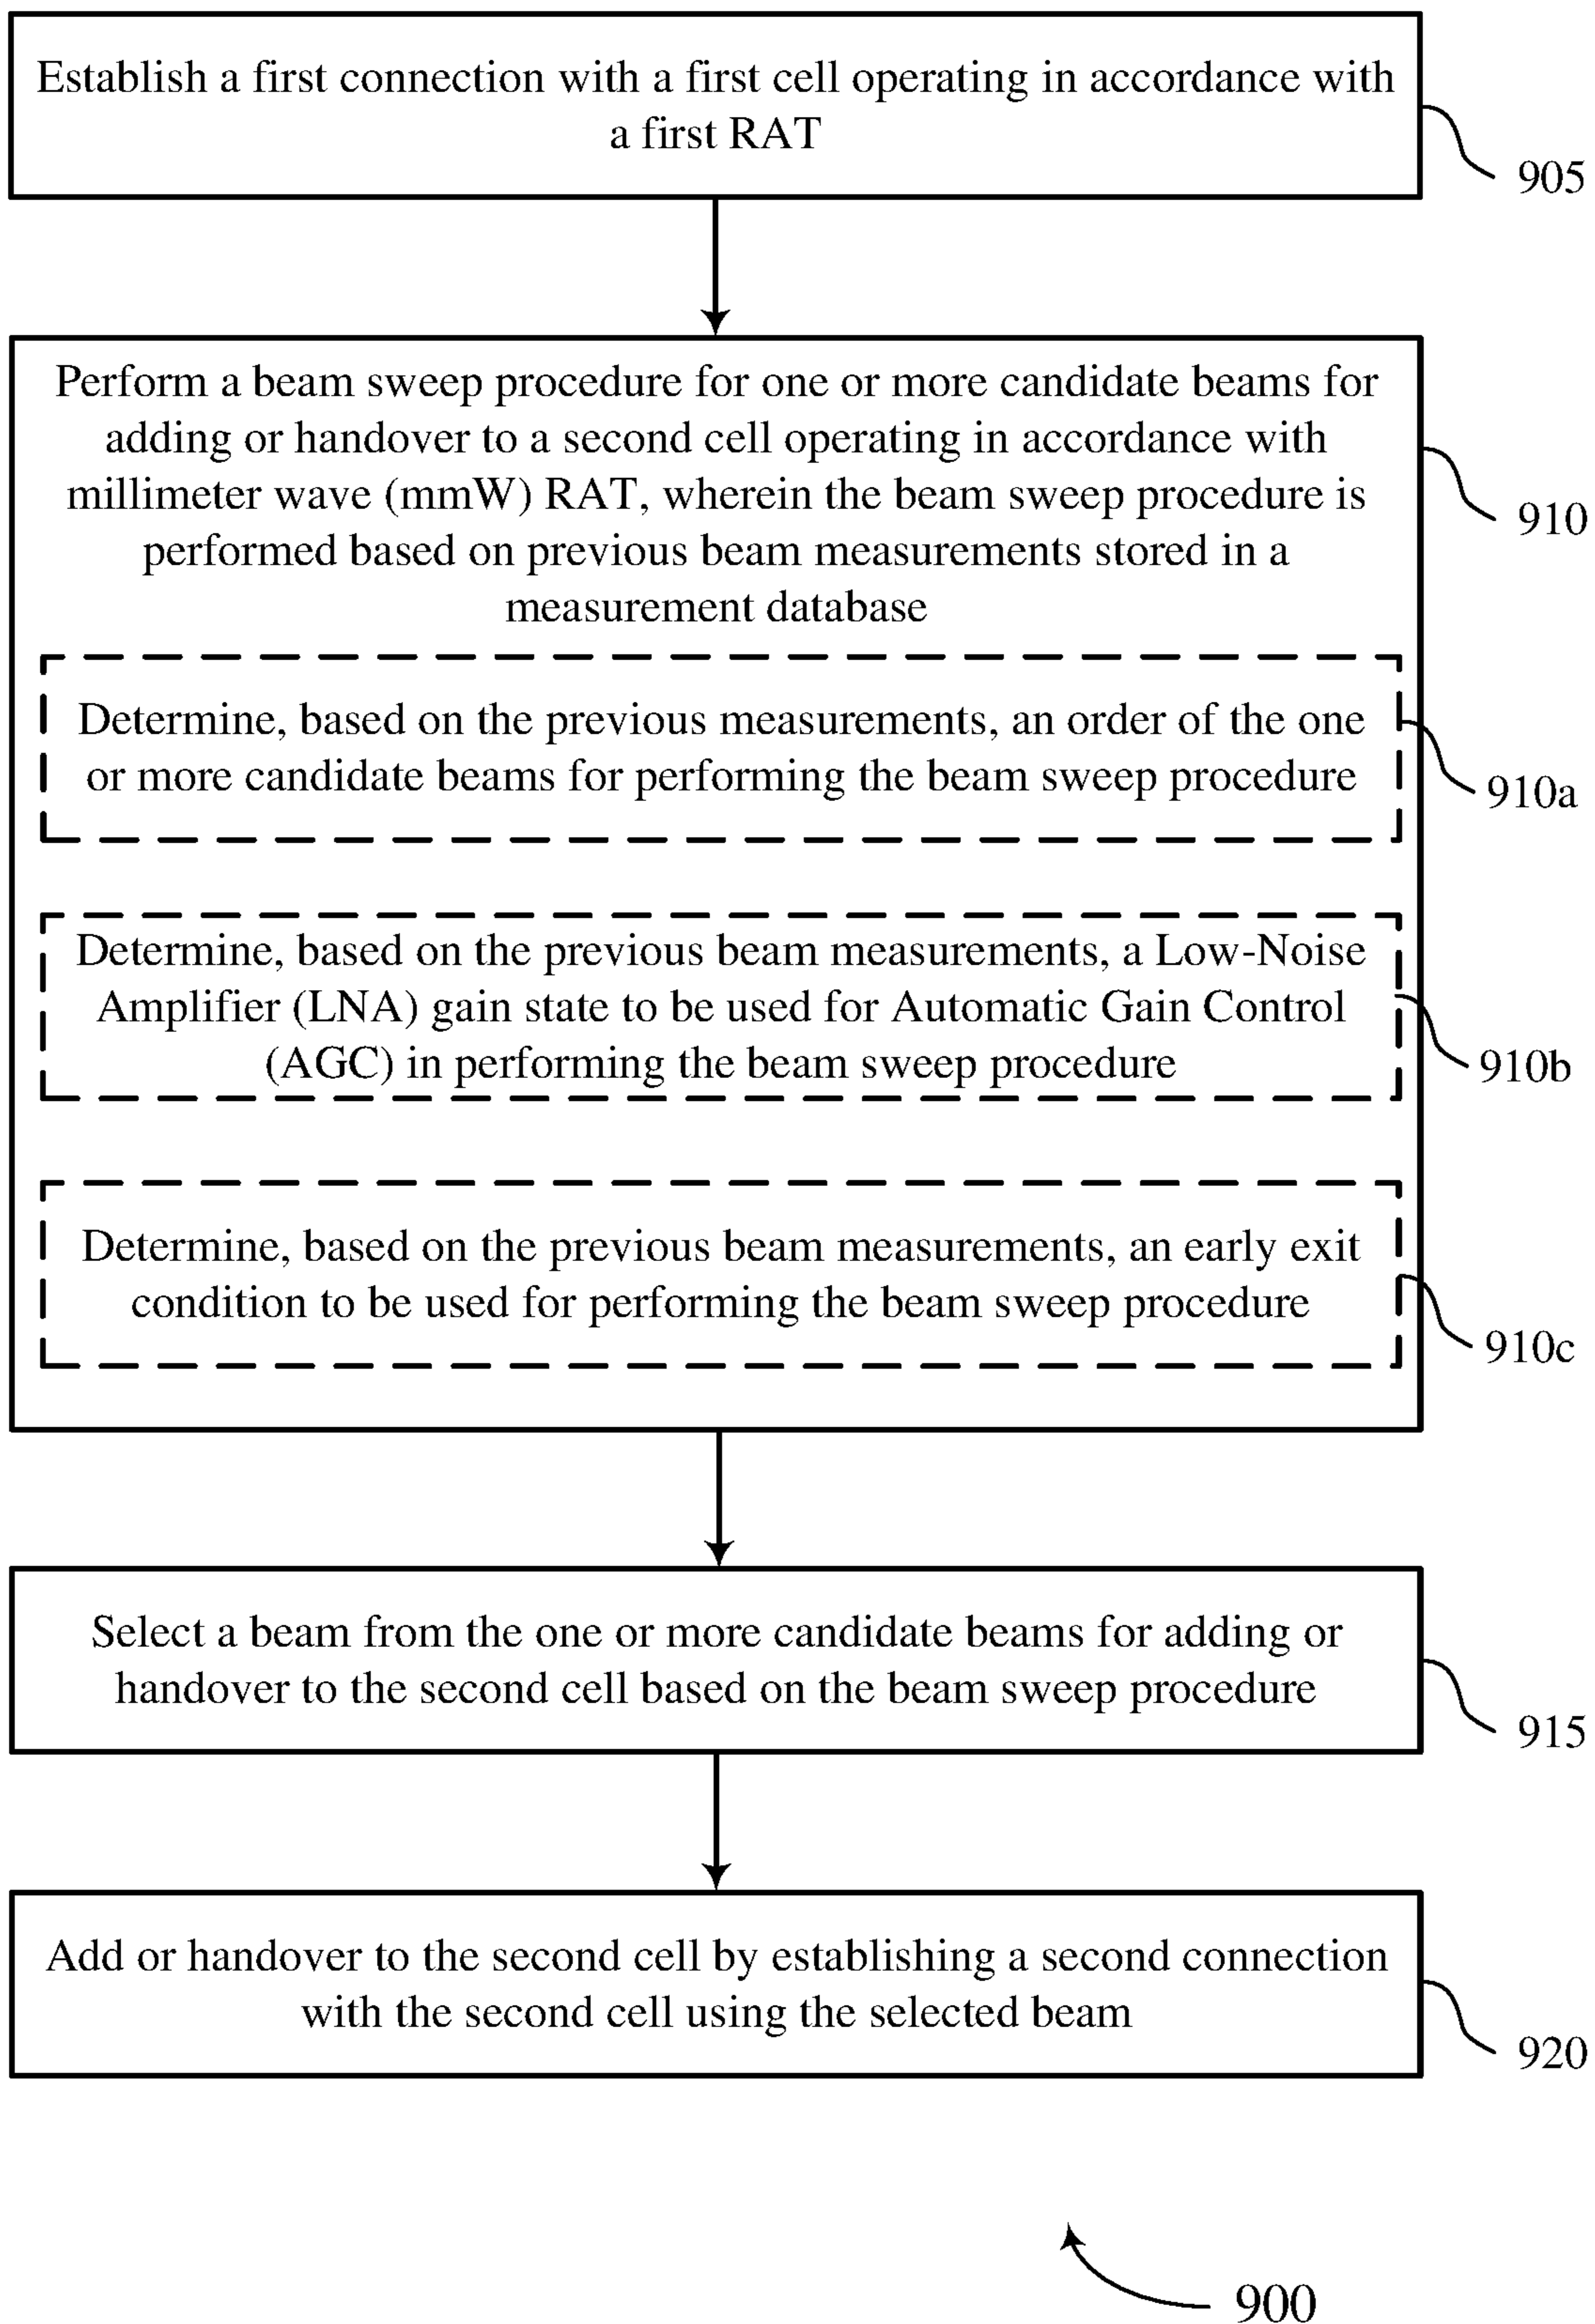 Establish a first connection with a first cell operating in accordance with
a first RAT
905
Perform a beam sweep procedure for one or more candidate beams for
adding or handover to a second cell operating in accordance with
millimeter wave (mmW) RAT, wherein the beam sweep procedure is
performed based on previous beam measurements stored in a
measurement database
910
Determine, based on the previous measurements, an order of the one
or more candidate beams for performing the beam sweep procedure
910a
Determine, based on the previous beam measurements, a Low-Noise
Amplifier (LNA) gain state to be used for Automatic Gain Control
(AGC) in performing the beam sweep procedure
910b
Determine, based on the previous beam measurements, an early exit
condition to be used for performing the beam sweep procedure
910c
Select a beam from the one or more candidate beams for adding or
handover to the second cell based on the beam sweep procedure
915
Add or handover to the second cell by establishing a second connection
with the second cell using the selected beam
920
900